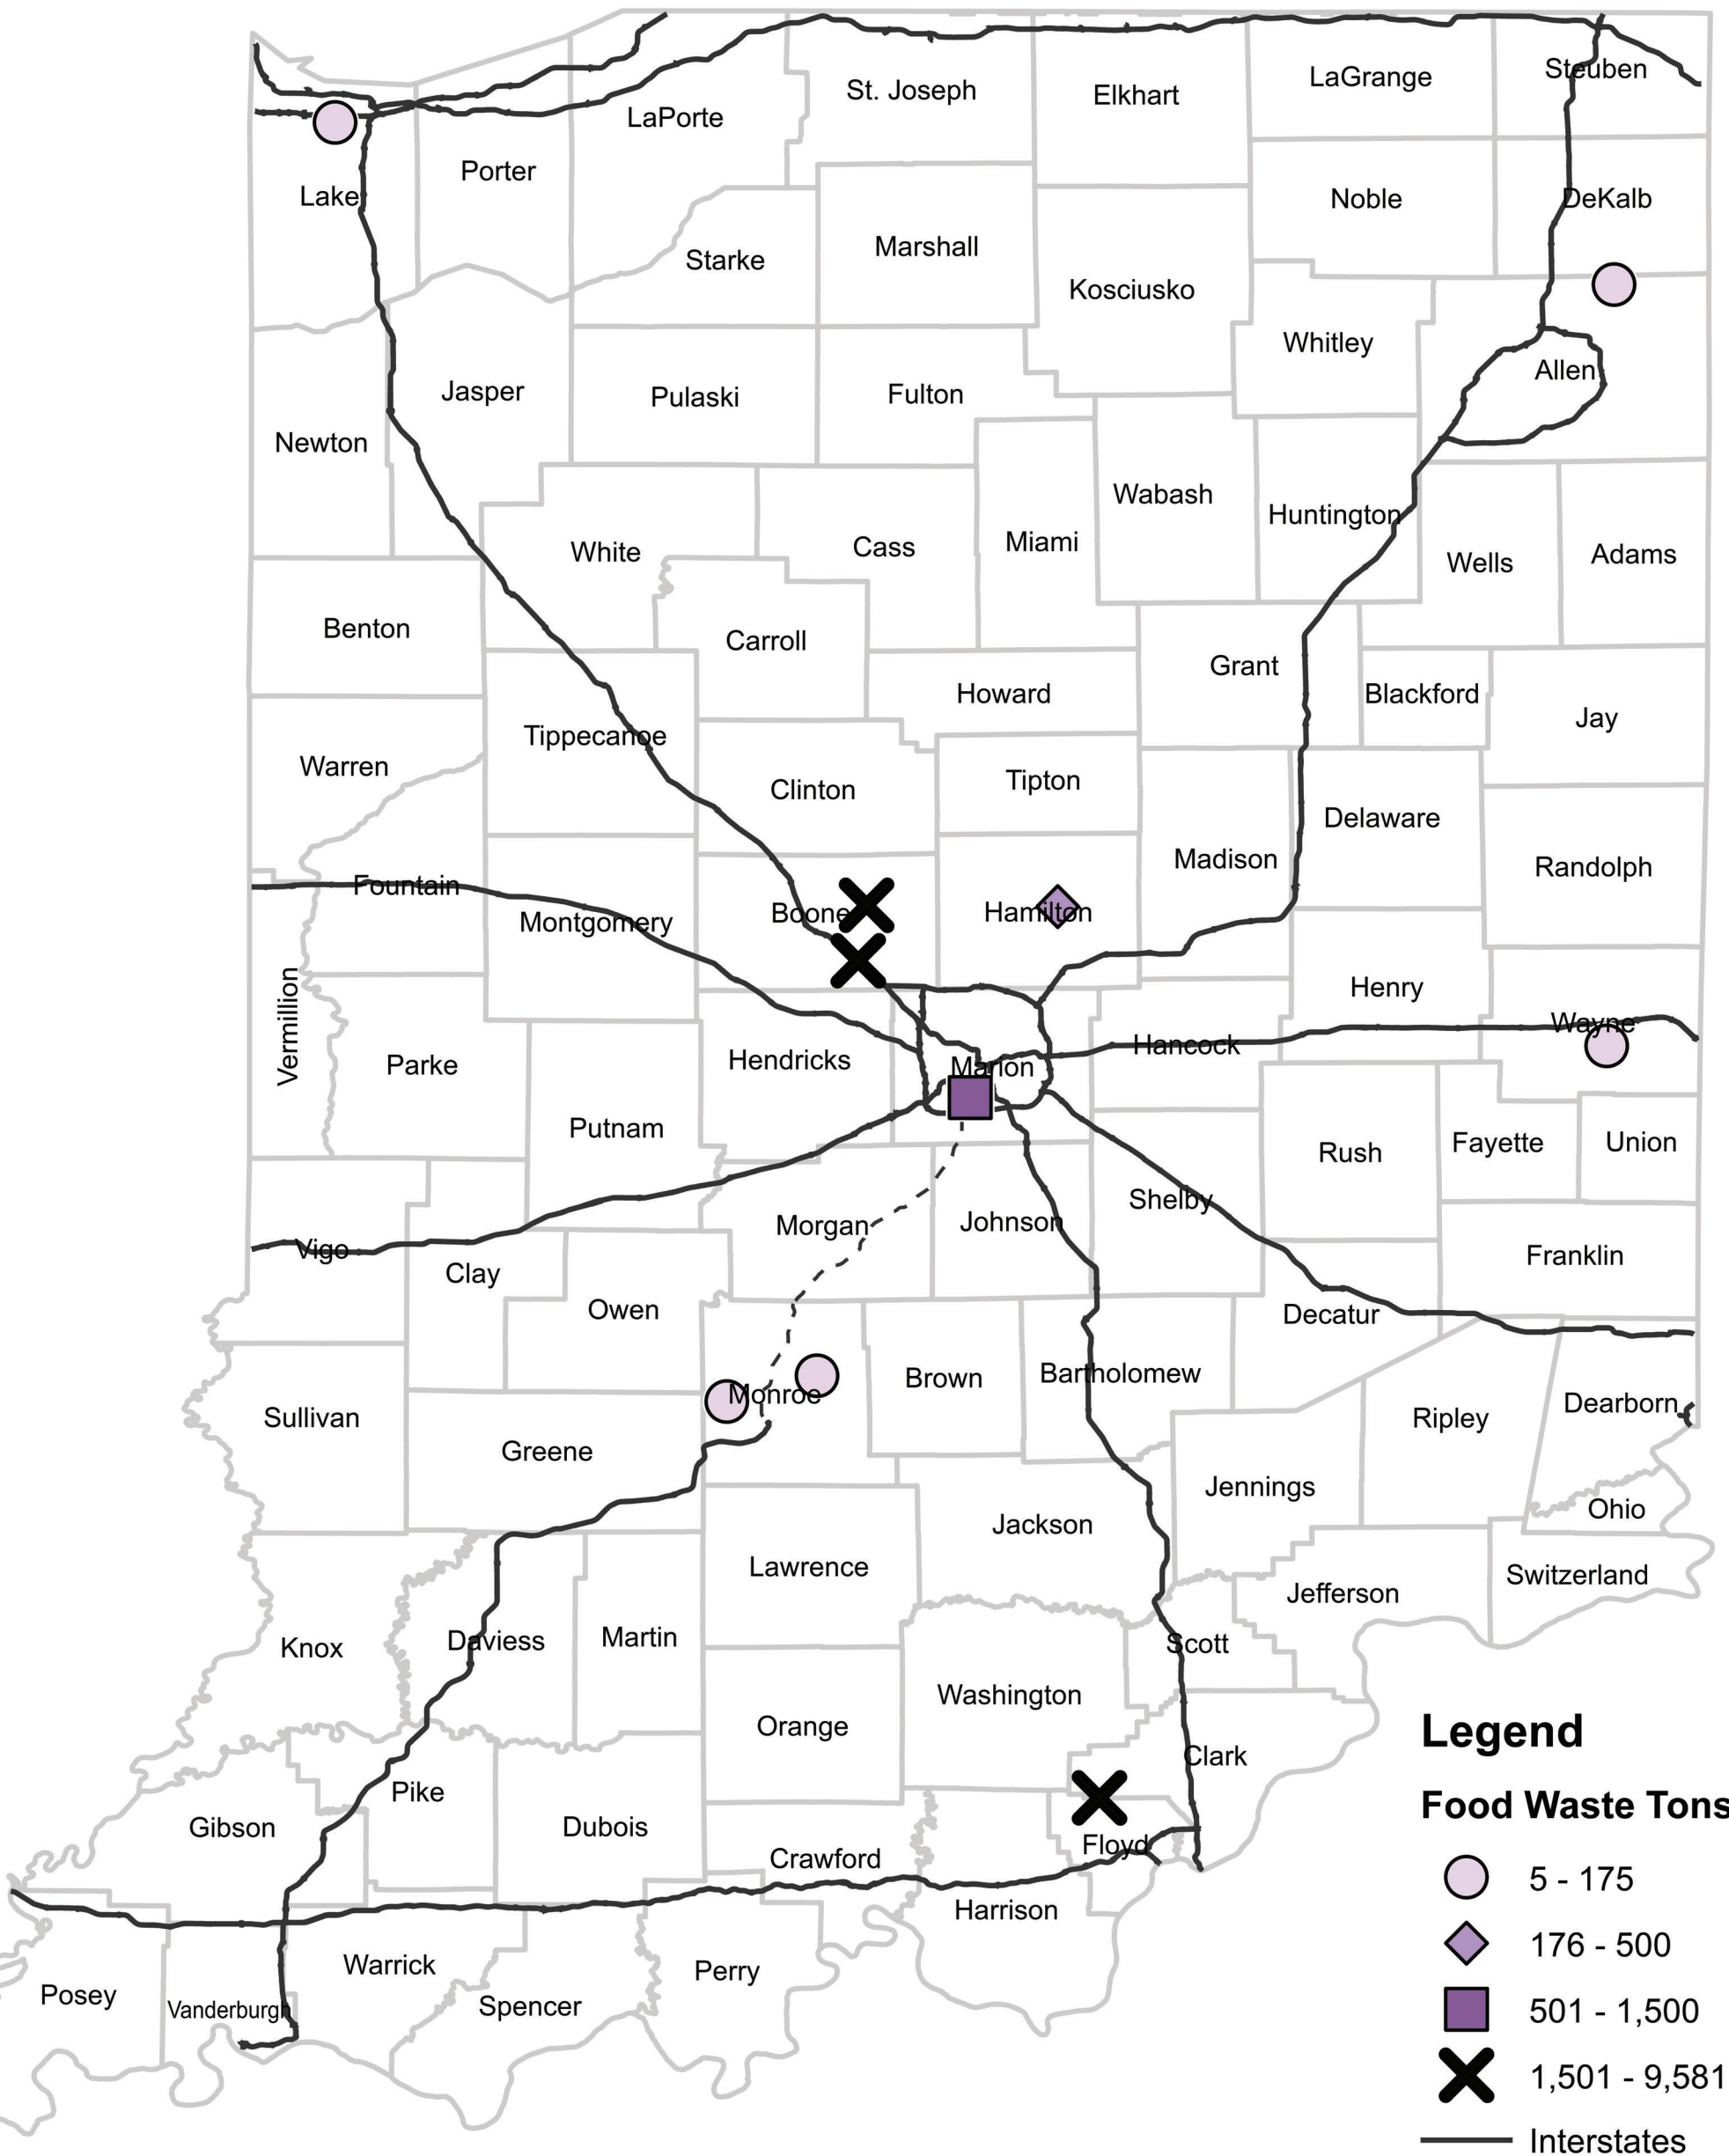 Steuben
LaGrange
St. Joseph
Elkhart
LaPorte
Porter
Lake
Noble
DeKalb
Marshall
Starke
Kosciusko
Whitley
Allen
Jasper
Pulaski
Fulton
Newton
Wabash
Huntington
Miami
Cass
White
Wells
Adams
Benton
Carroll
Grant
Howard
Blackford
Jay
Tippecanoe
Warren
Clinton
Tipton
Delaware
Madison
Randolph
Fountain
Montgomery
Boone
Hamilton
Henry
Vermillion
Wayne
Hancock
Parke
Hendricks
Marion
Putnam
Rush
Fayette
Union
Shelby
Morgan
Johnson
Vigo
Clay
Franklin
Owen
Decatur
Monroe
Brown
Bartholomew
Dearborn
Sullivan
Ripley
Greene
Jennings
Ohio
Jackson
Lawrence
Switzerland
Jefferson
Knox
Daviess
Martin
Scott
Washington
Orange
Clark
Pike
Gibson
Dubois
Floyd
Crawford
Harrison
Warrick
Perry
Posey
Vanderburgh
Spencer
Legend
Food Waste Tons
5 - 175
176 - 500
501 - 1,500
1,501 - 9,581
Interstates